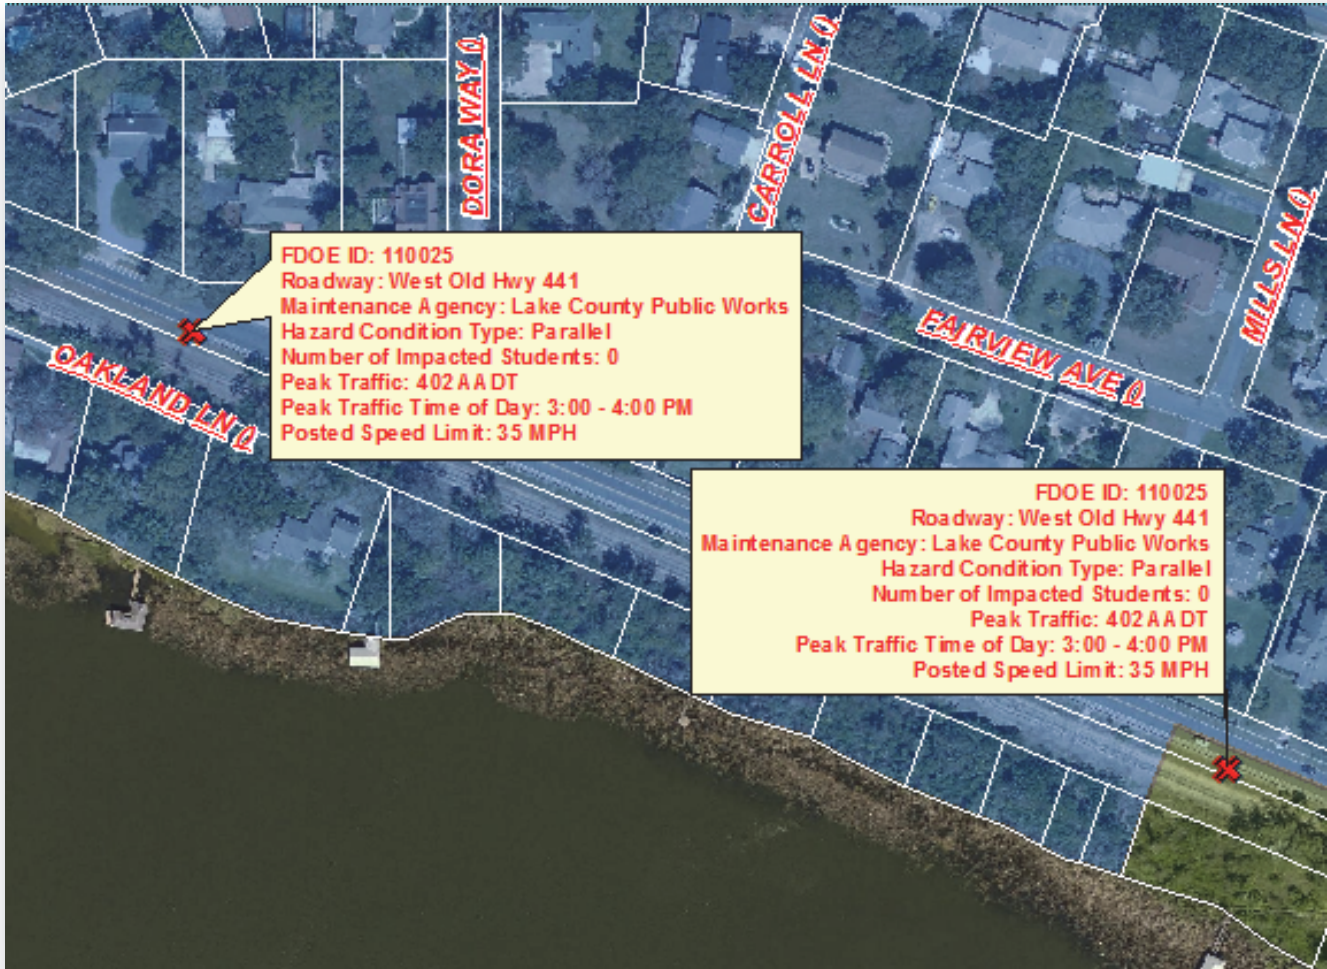 DORA WAY ()
CARROLL LN ()
MILLS LN ()
FDOE ID: 110025
Roadway: West Old Hwy 441
Maintenance Agency: Lake County Public Works
Hazard Condition Type: Parallel
Number of Impacted Students: 0
Peak Traffic: 402 AADT
Peak Traffic Time of Day: 3:00 - 4:00 PM
Posted Speed Limit: 35 MPH
FAIRVIEW AVE ()
OAKLAND LN ()
FDOE ID: 110025
Roadway: West Old Hwy 441
Maintenance Agency: Lake County Public Works
Hazard Condition Type: Parallel
Number of Impacted Students: 0
Peak Traffic: 402 AADT
Peak Traffic Time of Day: 3:00 - 4:00 PM
Posted Speed Limit: 35 MPH